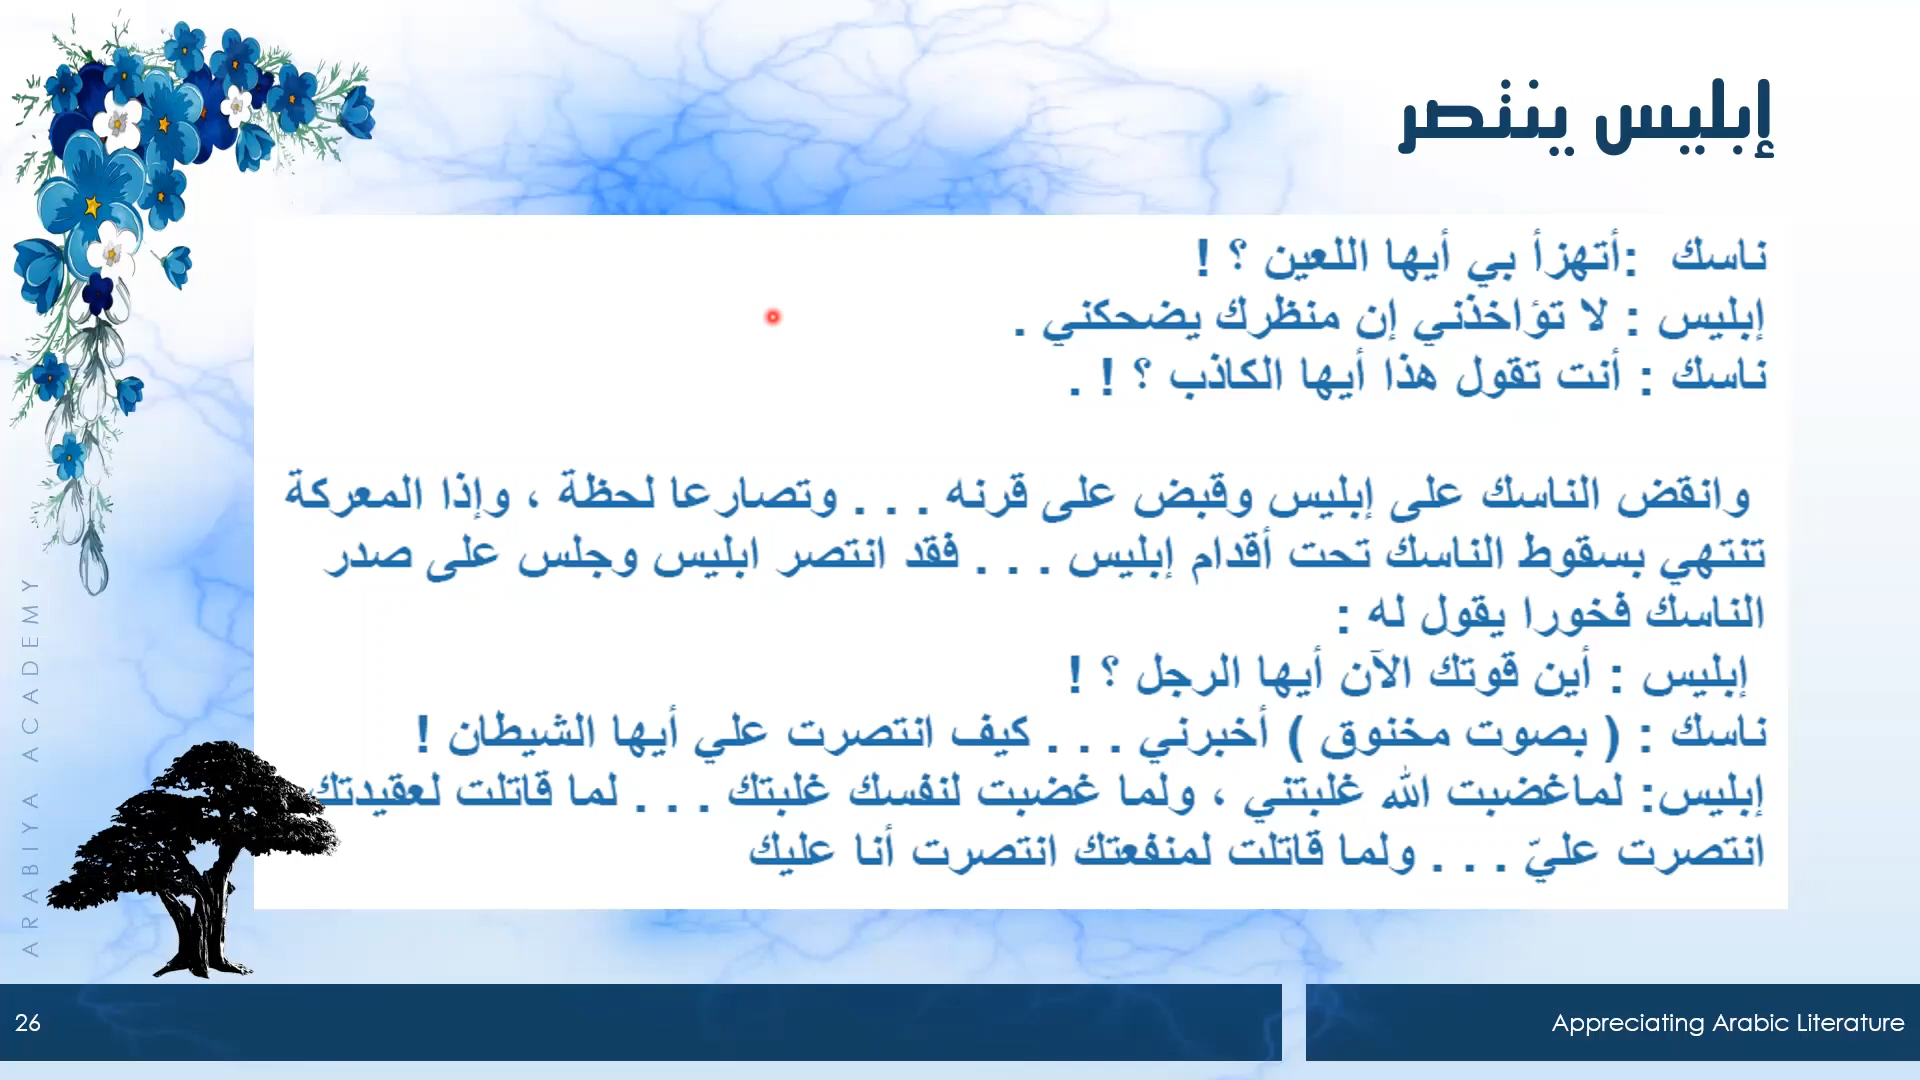 إبليس ينتصر
ناسك :أتهزأ بي أيها اللعين ؟ !
إبليس : لا تؤاخذني إن منظرك يضحكني .
ناسك : أنت تقول هذا أيها الكاذب ؟ ! .
وانقض الناسك على إبليس وقبض على قرنه . . . وتصارعا لحظة ، وإذا المعركة
تنتهي بسقوط الناسك تحت أقدام إبليس . . . فقد انتصر ابليس وجلس على صدر
الناسك فخورا يقول له :
إبليس : أين قوتك الآن أيها الرجل ؟ !
ناسك : ( بصوت مخنوق ) أخبرني . . . كيف انتصرت علي أيها الشيطان !
إبليس: لماغضبت الله غلبتني ، ولما غضبت لنفسك غلبتك . . . لما قاتلت لعقيدتك
انتصرت عليّ . . . ولما قاتلت لمنفعتك انتصرت أنا عليك
ARABIYA ACADEMY
26
Appreciating Arabic Literature